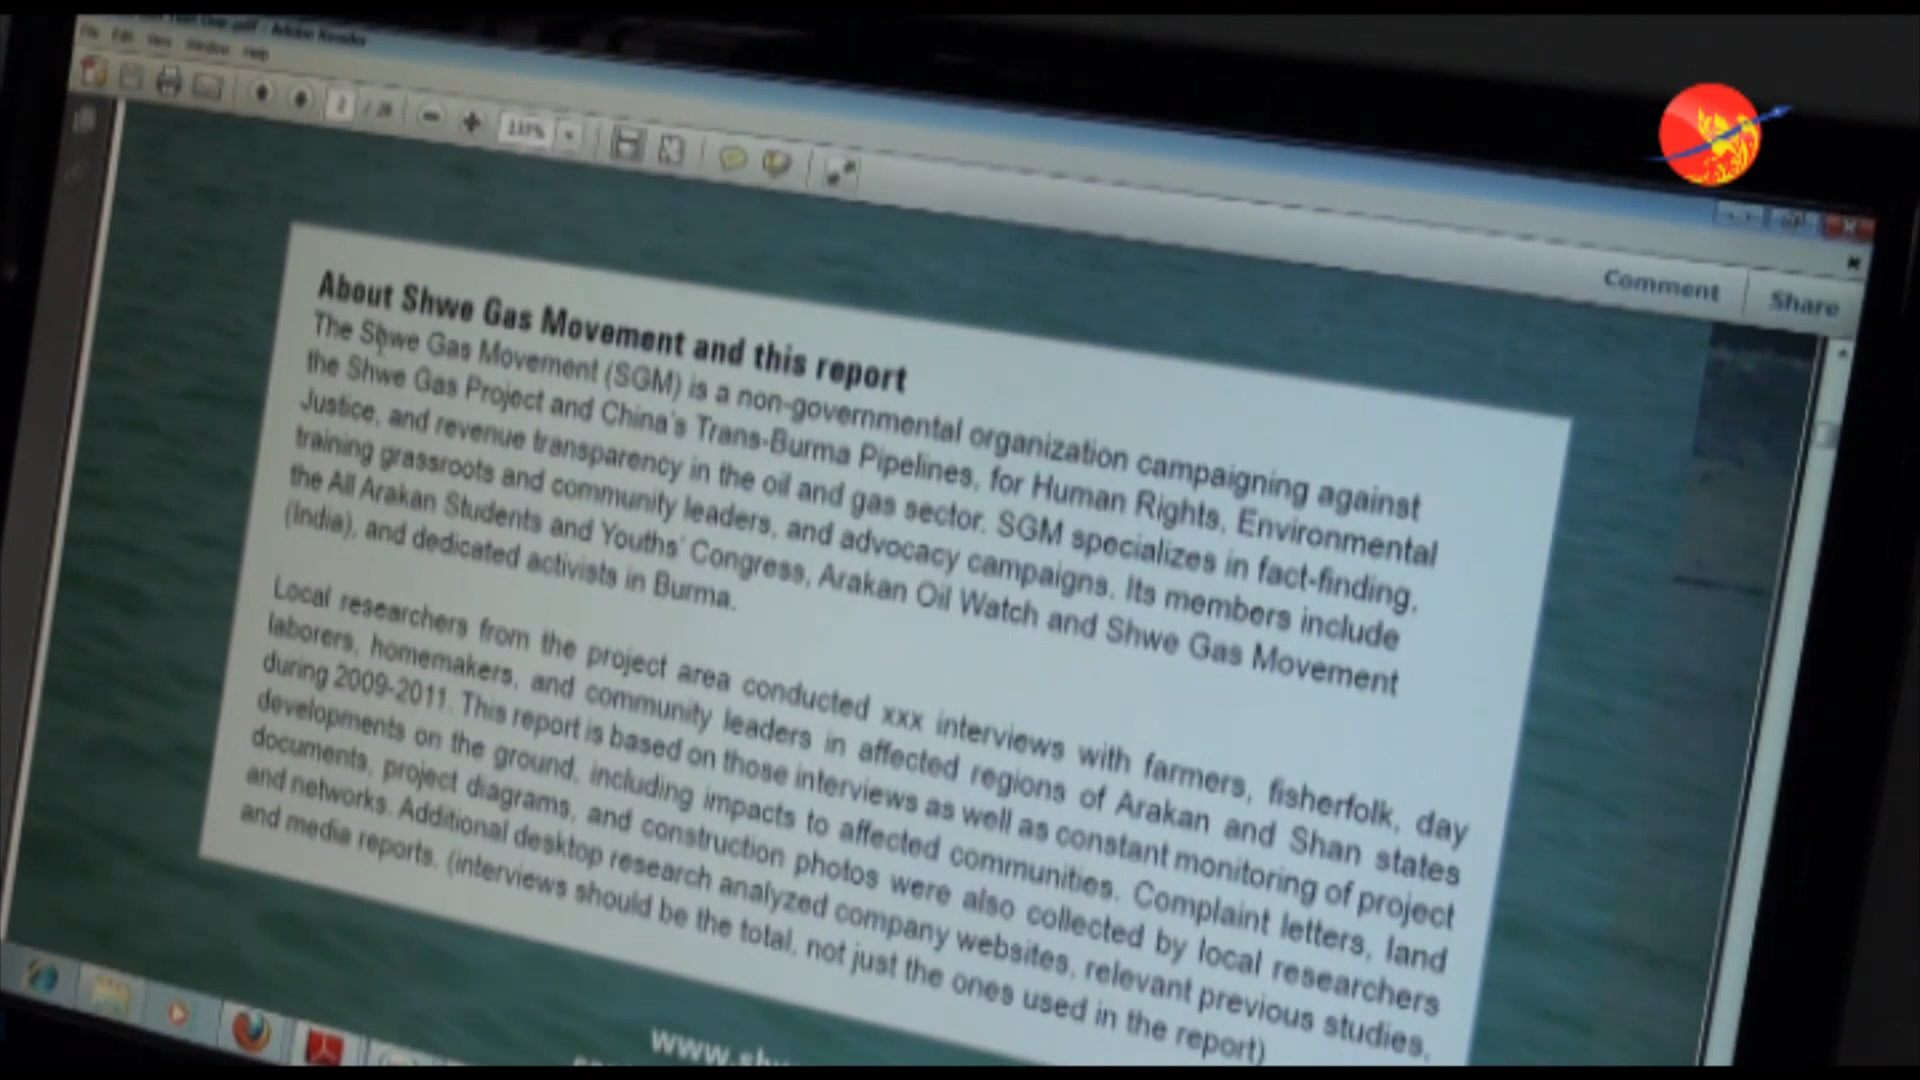 Adobe Reader
File Edit View Window Help
2 / 28
Comment Share
About Shwe Gas Movement and this report
The Shwe Gas Movement (SGM) is a non-governmental organization campaigning against
the Shwe Gas Project and China's Trans-Burma Pipelines, for Human Rights, Environmental
Justice, and revenue transparency in the oil and gas sector. SGM specializes in fact-finding,
training grassroots and community leaders, and advocacy campaigns. Its members include
the All Arakan Students and Youths' Congress, Arakan Oil Watch and Shwe Gas Movement
(India), and dedicated activists in Burma.
Local researchers from the project area conducted xxx interviews with farmers, fisherfolk, day
laborers, homemakers, and community leaders in affected regions of Arakan and Shan states
during 2009-2011. This report is based on those interviews as well as constant monitoring of project
developments on the ground, including impacts to affected communities. Complaint letters, land
documents, project diagrams, and construction photos were also collected by local researchers
and networks. Additional desktop research analyzed company websites, relevant previous studies,
and media reports. (interviews should be the total, not just the ones used in the report)